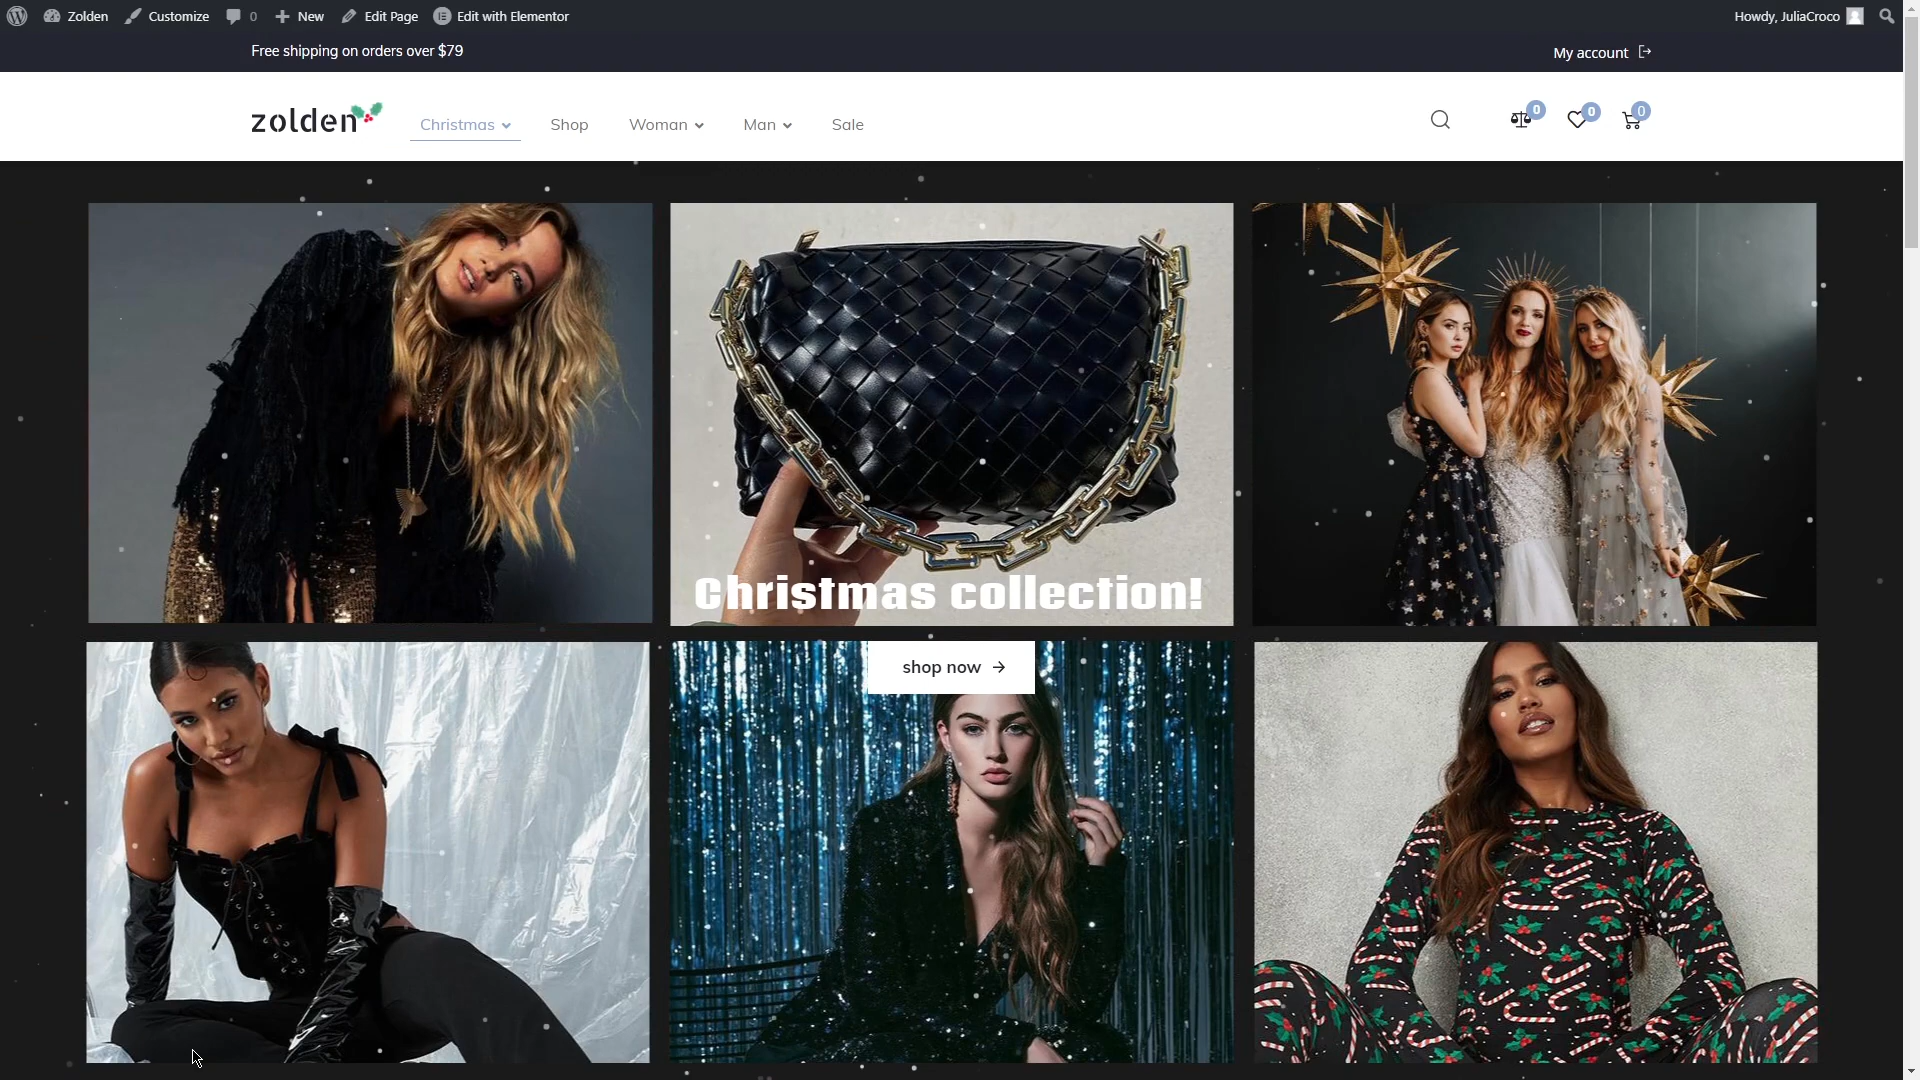 Zolden Customize 0 New Edit Page Edit with Elementor Howdy, JuliaCroco
Free shipping on orders over $79 My account
zolden Christmas Shop Woman Man Sale 0 0 0
Christmas collection!
shop now →